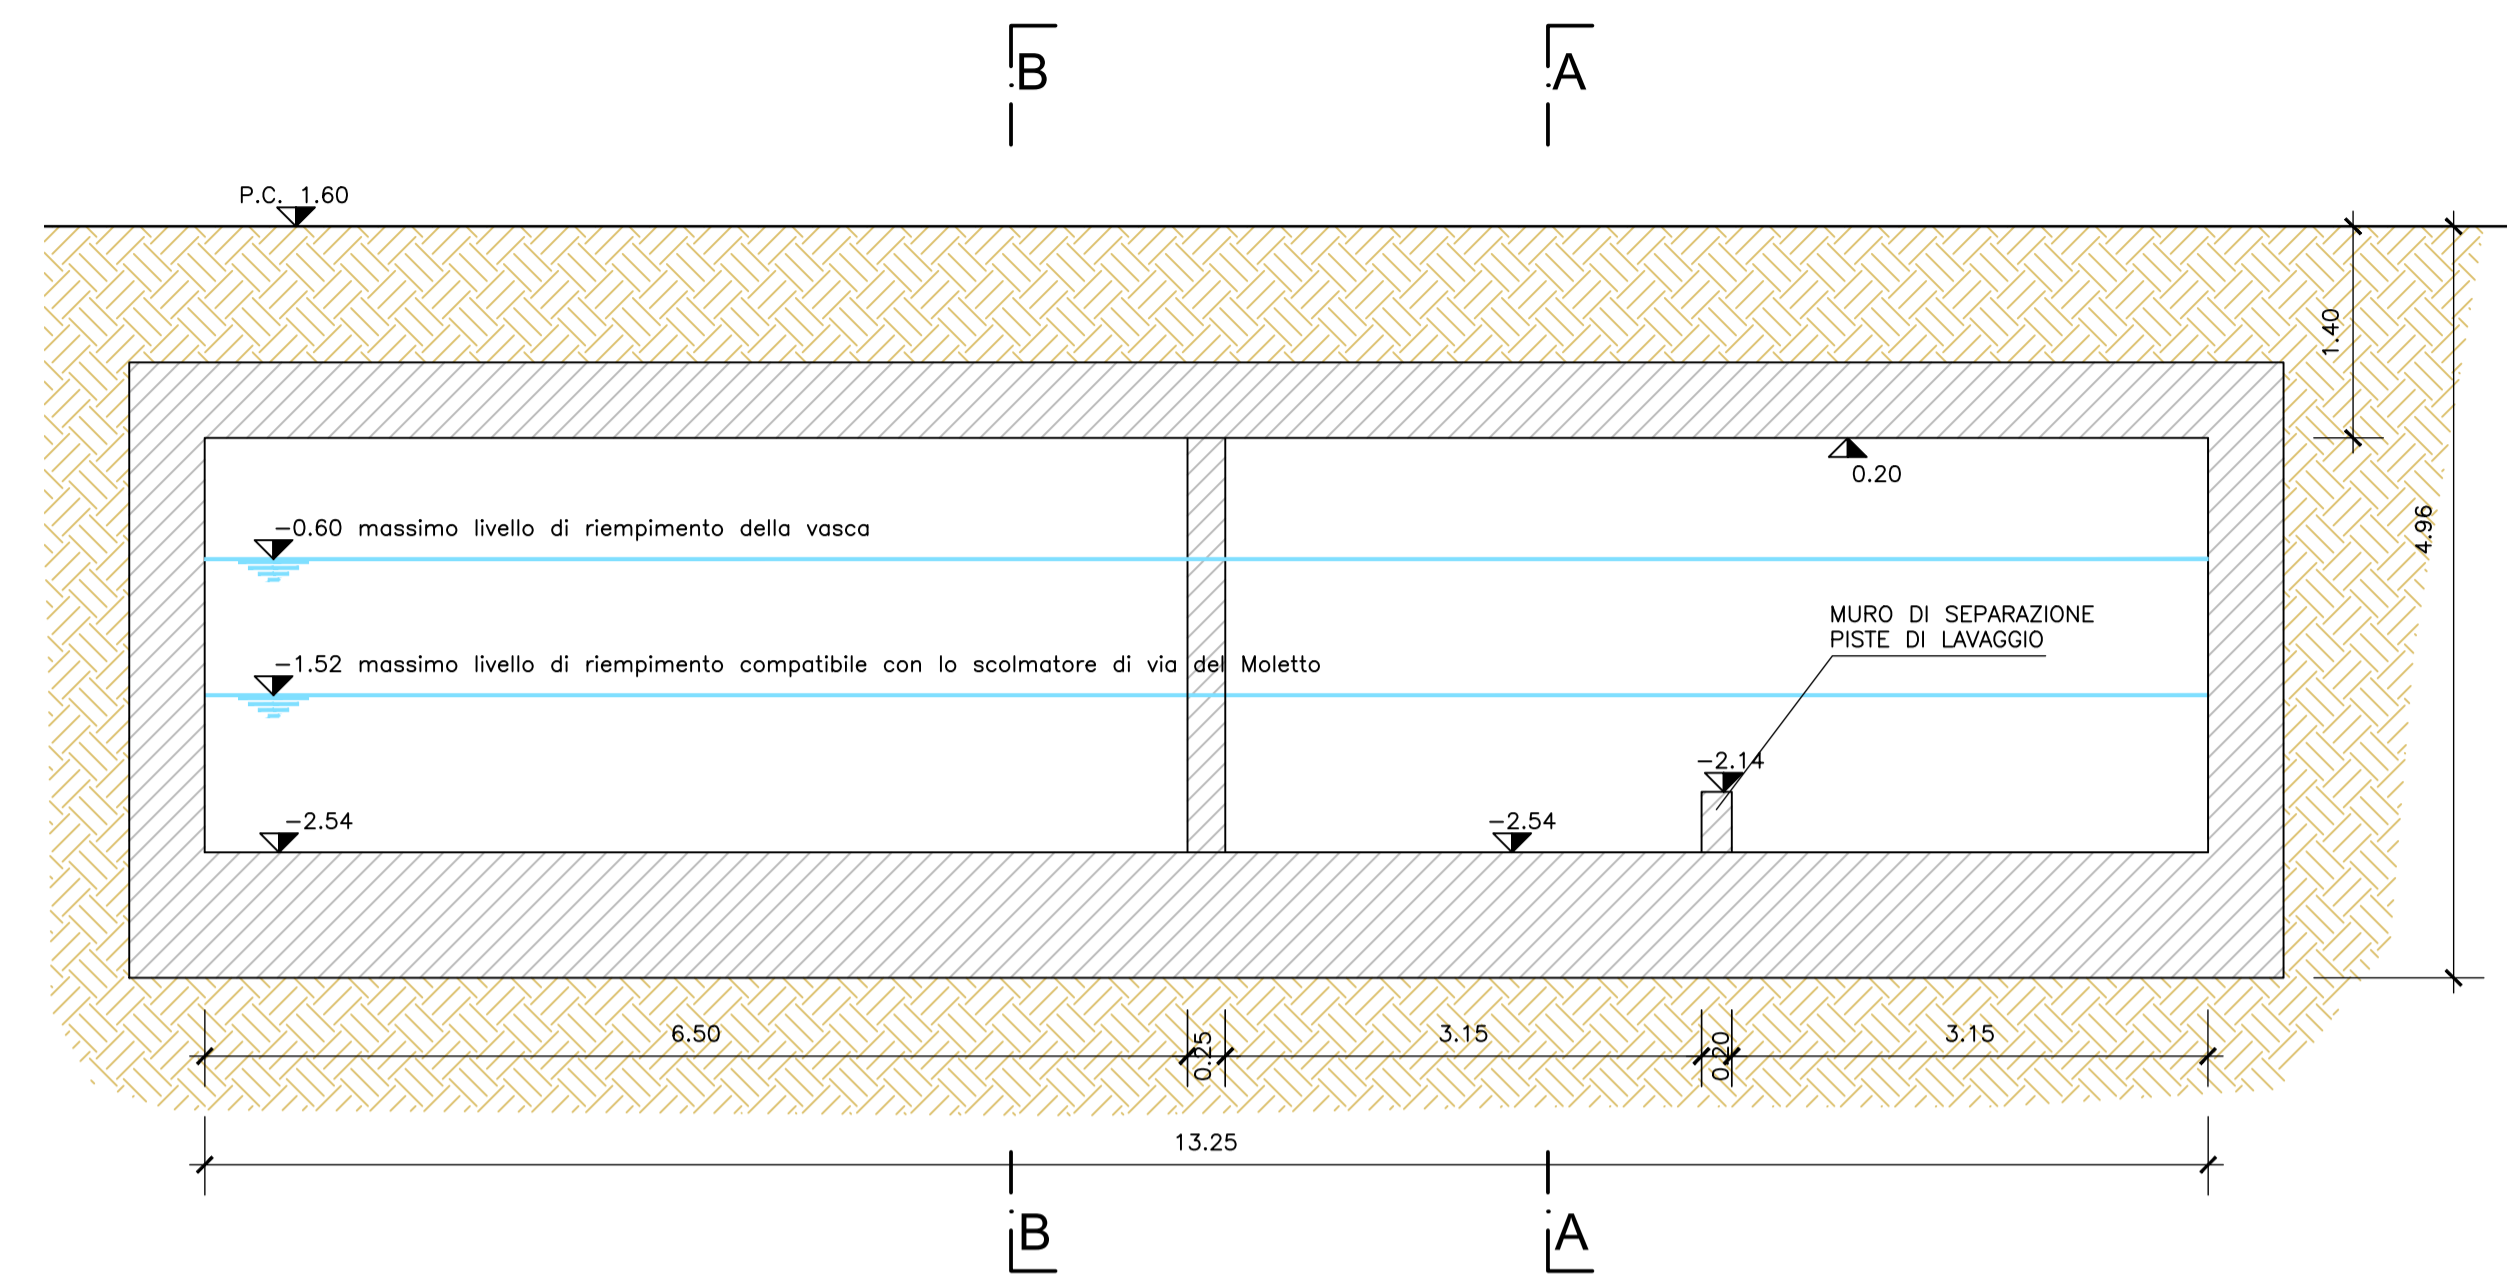 B
A
P.C. 1.60
1.40
0.20
4.96
-0.60 massimo livello di riempimento della vasca
MURO DI SEPARAZIONE
PISTE DI LAVAGGIO
-1.52 massimo livello di riempimento compatibile con lo scolmatore di via del Moletto
-2.14
-2.54
-2.54
6.50
0.25
3.15
0.20
3.15
13.25
B
A